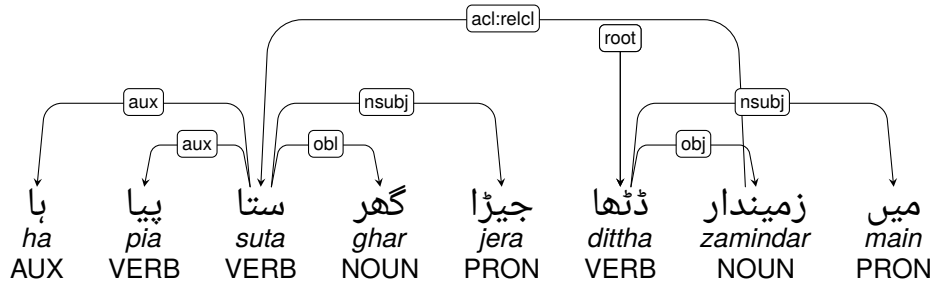 acl:relcl
root
aux nsubj nsubj
aux obl obj
میں زمیندار ڈٹھا جیڑا گھر ستا پیا ہا
ha pia suta ghar jera dittha zamindar main
AUX VERB VERB NOUN PRON VERB NOUN PRON